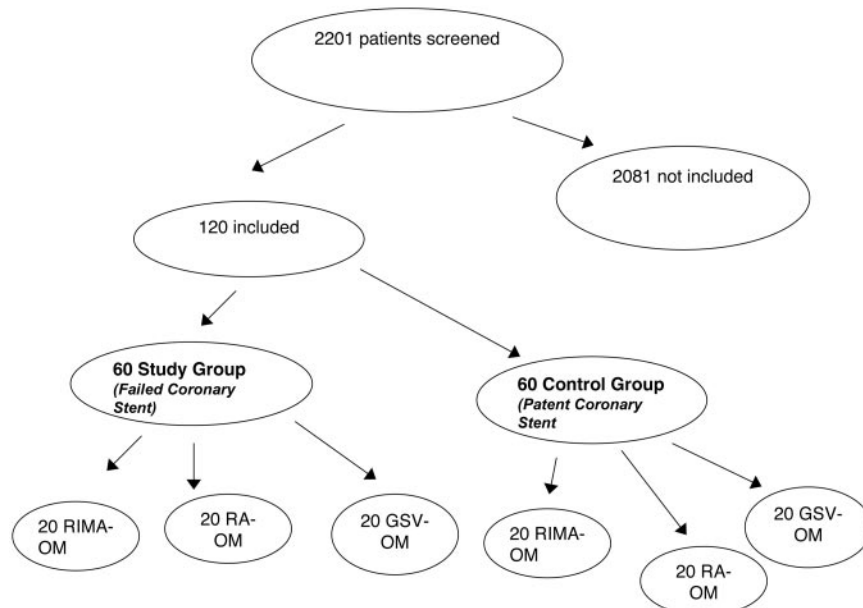 2201 patients screened
2081 not included
120 included
60 Study Group
(Failed Coronary
Stent)
60 Control Group
(Patent Coronary
Stent
20 RIMA-
OM
20 RA-
OM
20 GSV-
OM
20 RIMA-
OM
20 RA-
OM
20 GSV-
OM